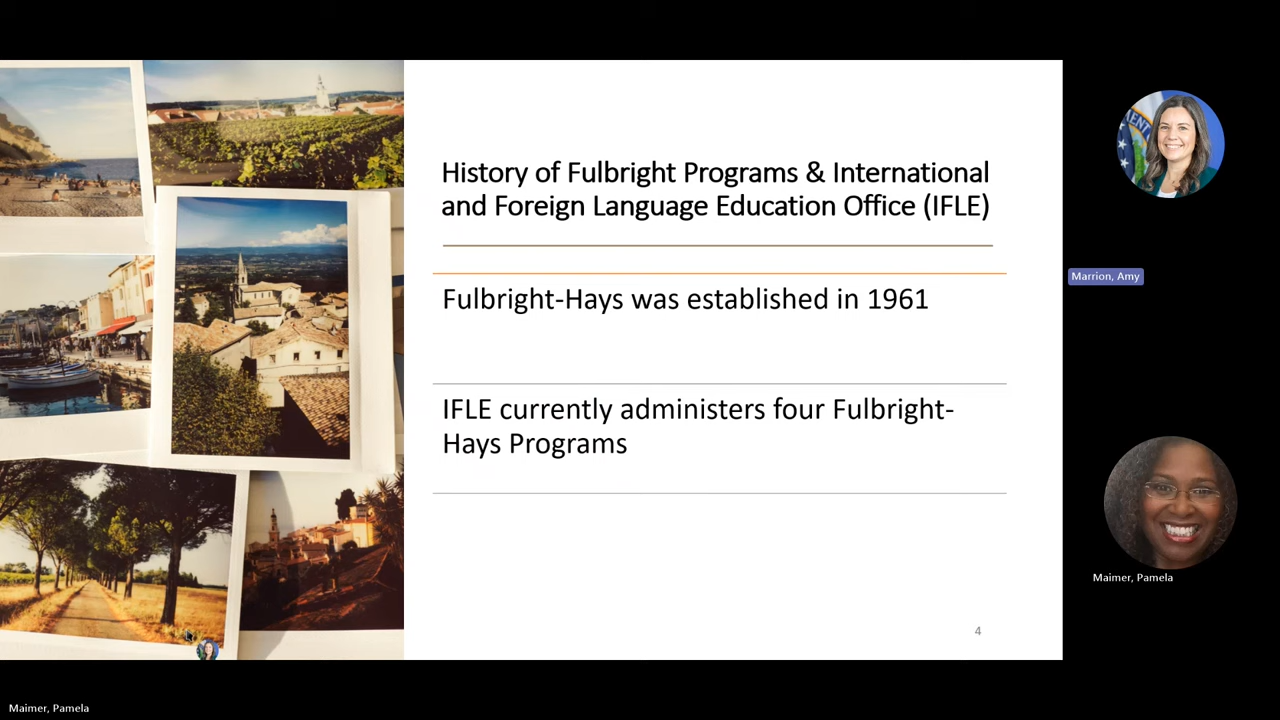 History of Fulbright Programs & International
and Foreign Language Education Office (IFLE)
Fulbright-Hays was established in 1961
IFLE currently administers four Fulbright-
Hays Programs
4
MENT
Marrion, Amy
Maimer, Pamela
Maimer, Pamela